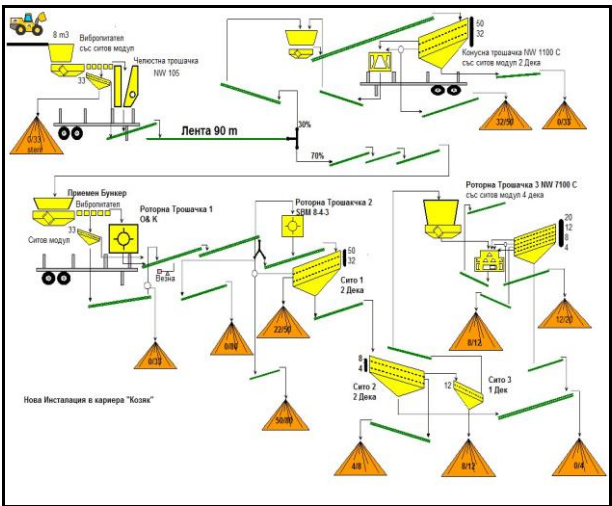 8 m3
Вибропитател
със ситов модул
33
Челюстна трошачка
NW 105
0/33
steril
Лента 90 m
30%
70%
50
32
Конусна трошачка NW 1100 C
със ситов модул 2 Дека
32/50
0/33
Приемен Бункер
Вибропитател
33
Ситов модул
Роторна Трошачка 1
O& K
Везна
Роторна Тросакчка 2
SBM 8-4-3
50
32
Сито 1
2 Дека
0/33
0/80
22/50
50/80
Роторна Трошачка 3 NW 7100 C
със ситов модул 4 дека
20
12
8
4
8/12
12/20
8
4
Сито 2
2 Дека
12
Сито 3
1 Дек
4/8
8/12
0/4
Нова Инсталация в кариера "Козяк"